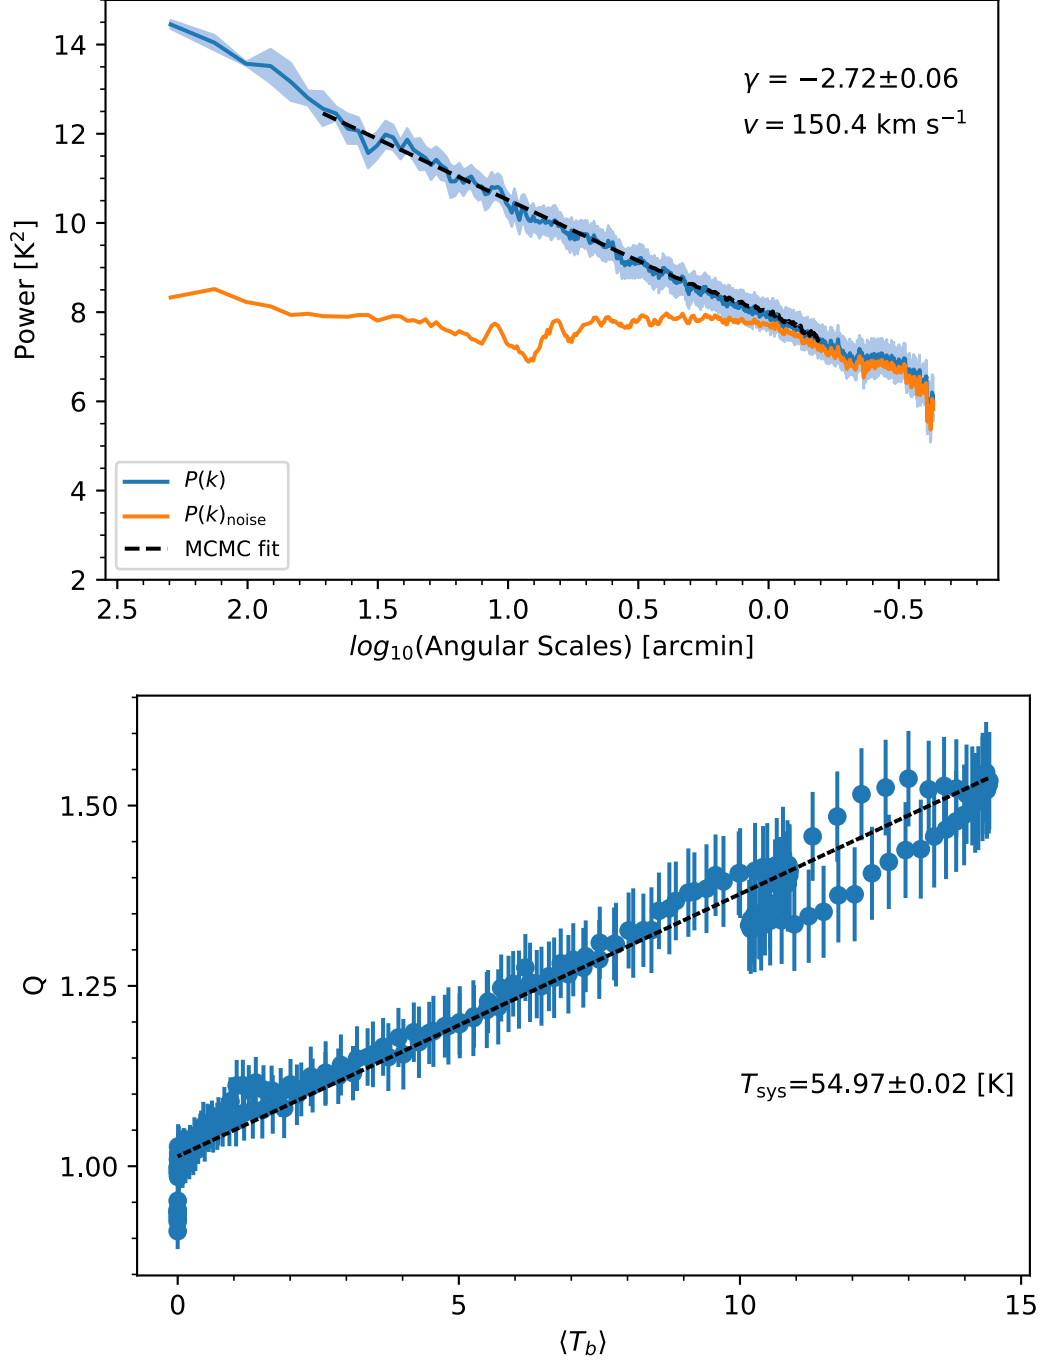 14
12
10
8
6
4
2
Power [K²]
γ = −2.72±0.06
v = 150.4 km s⁻¹
P(k)
P(k)noise
MCMC fit
2.5 2.0 1.5 1.0 0.5 0.0 -0.5
log₁₀(Angular Scales) [arcmin]
1.50
1.25
1.00
Q
Tsys=54.97±0.02 [K]
0 5 10 15
⟨T_b⟩